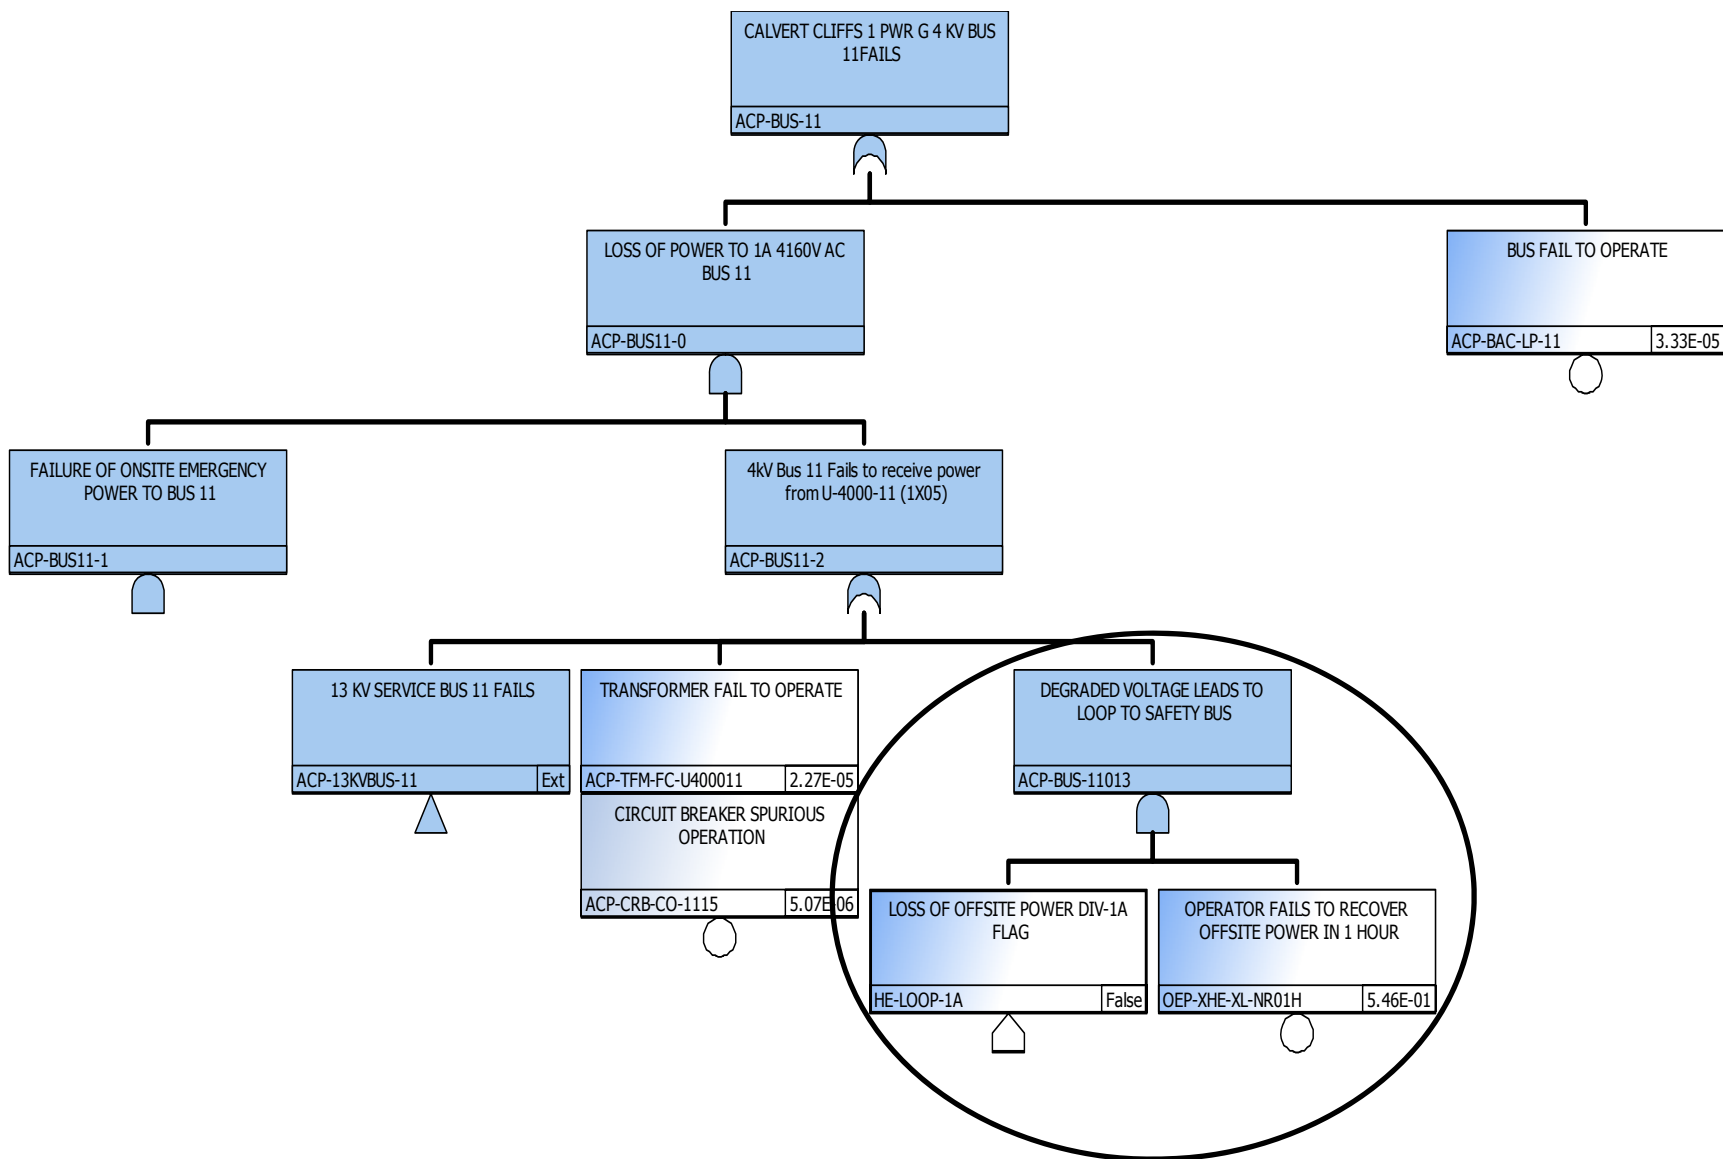 CALVERT CLIFFS 1 PWR G 4 KV BUS
11FAILS
ACP-BUS-11
LOSS OF POWER TO 1A 4160V AC
BUS 11
ACP-BUS11-0
BUS FAIL TO OPERATE
ACP-BAC-LP-11 3.33E-05
FAILURE OF ONSITE EMERGENCY
POWER TO BUS 11
ACP-BUS11-1
4kV Bus 11 Fails to receive power
from U-4000-11 (1X05)
ACP-BUS11-2
13 KV SERVICE BUS 11 FAILS
ACP-13KVBUS-11 Ext
TRANSFORMER FAIL TO OPERATE
ACP-TFM-FC-U400011 2.27E-05
CIRCUIT BREAKER SPURIOUS
OPERATION
ACP-CRB-CO-1115 5.07E-06
DEGRADED VOLTAGE LEADS TO
LOOP TO SAFETY BUS
ACP-BUS-11013
LOSS OF OFFSITE POWER DIV-1A
FLAG
HE-LOOP-1A False
OPERATOR FAILS TO RECOVER
OFFSITE POWER IN 1 HOUR
OEP-XHE-XL-NR01H 5.46E-01